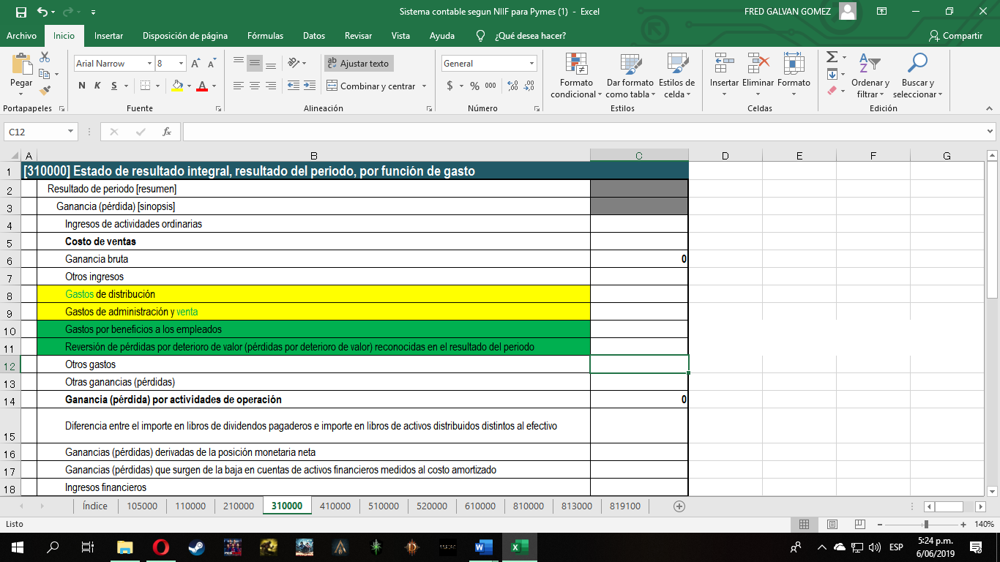 Sistema contable segun NIIF para Pymes (1) - Excel
FRED GALVAN GOMEZ
Archivo Inicio Insertar Disposición de página Fórmulas Datos Revisar Vista Ayuda ¿Qué desea hacer? Compartir
Pegar
Arial Narrow 8
N K S
Ajustar texto
Combinar y centrar
General
$ % 000
Formato condicional
Dar formato como tabla
Estilos de celda
Insertar Eliminar Formato
Ordenar y filtrar
Buscar y seleccionar
Portapapeles Fuente Alineación Número Estilos Celdas Edición
C12 fx
A B C D E F G
1 [310000] Estado de resultado integral, resultado del periodo, por función de gasto
2 Resultado de periodo [resumen]
3 Ganancia (pérdida) [sinopsis]
4 Ingresos de actividades ordinarias
5 Costo de ventas
6 Ganancia bruta 0
7 Otros ingresos
8 Gastos de distribución
9 Gastos de administración y venta
10 Gastos por beneficios a los empleados
11 Reversión de pérdidas por deterioro de valor (pérdidas por deterioro de valor) reconocidas en el resultado del periodo
12 Otros gastos
13 Otras ganancias (pérdidas)
14 Ganancia (pérdida) por actividades de operación 0
15 Diferencia entre el importe en libros de dividendos pagaderos e importe en libros de activos distribuidos distintos al efectivo
16 Ganancias (pérdidas) derivadas de la posición monetaria neta
17 Ganancias (pérdidas) que surgen de la baja en cuentas de activos financieros medidos al costo amortizado
18 Ingresos financieros
Índice 105000 110000 210000 310000 410000 510000 520000 610000 810000 813000 819100
Listo 140%
ESP
5:24 p.m.
6/06/2019